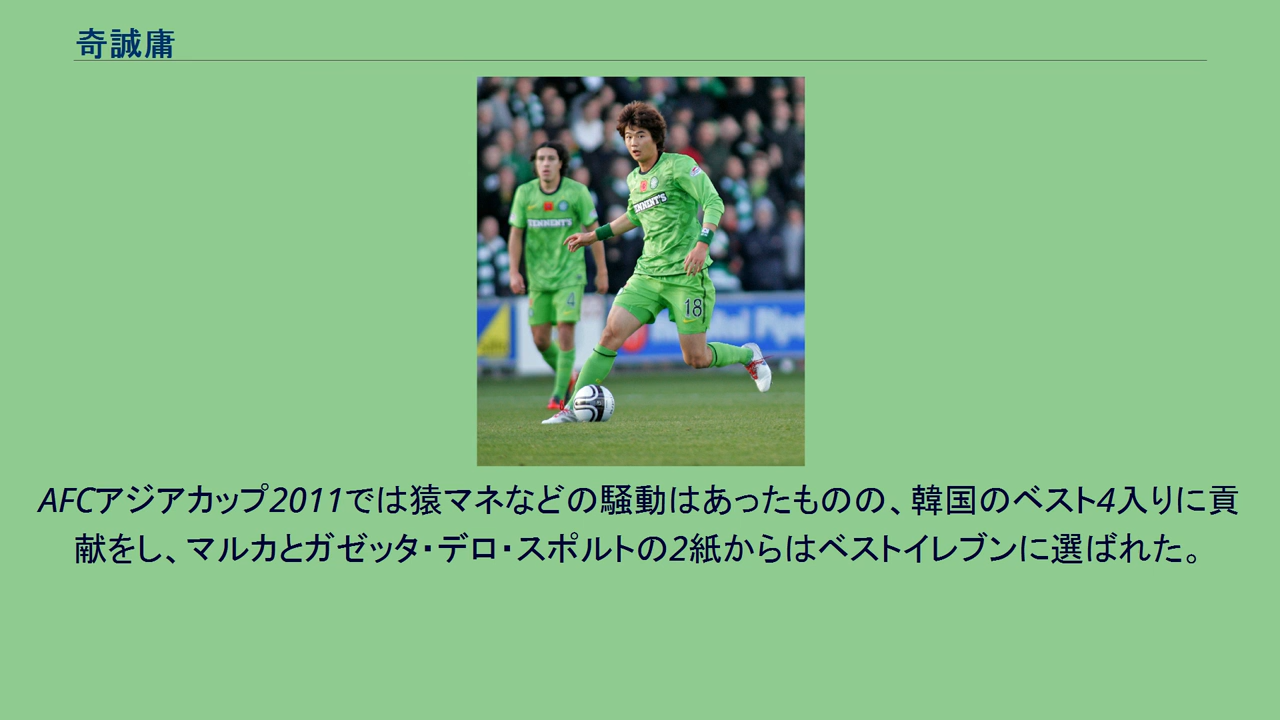 奇誠庸
TENNENT'S
TENNENT'S
4
18
AFCアジアカップ2011では猿マネなどの騒動はあったものの、韓国のベスト4入りに貢
献をし、マルカとガゼッタ・デロ・スポルトの2紙からはベストイレブンに選ばれた。